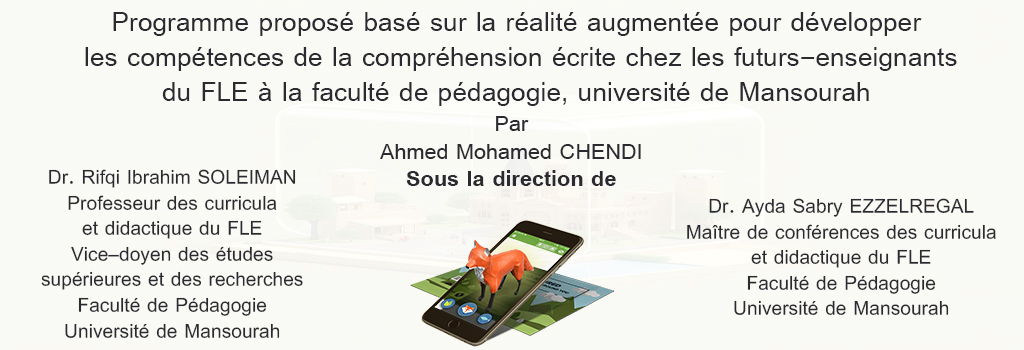 Programme proposé basé sur la réalité augmentée pour développer
les compétences de la compréhension écrite chez les futurs-enseignants
du FLE à la faculté de pédagogie, université de Mansourah
Par
Ahmed Mohamed CHENDI
Sous la direction de
Dr. Rifqi Ibrahim SOLEIMAN
Professeur des curricula
et didactique du FLE
Vice-doyen des études
supérieures et des recherches
Faculté de Pédagogie
Université de Mansourah
Dr. Ayda Sabry EZZELREGAL
Maître de conférences des curricula
et didactique du FLE
Faculté de Pédagogie
Université de Mansourah